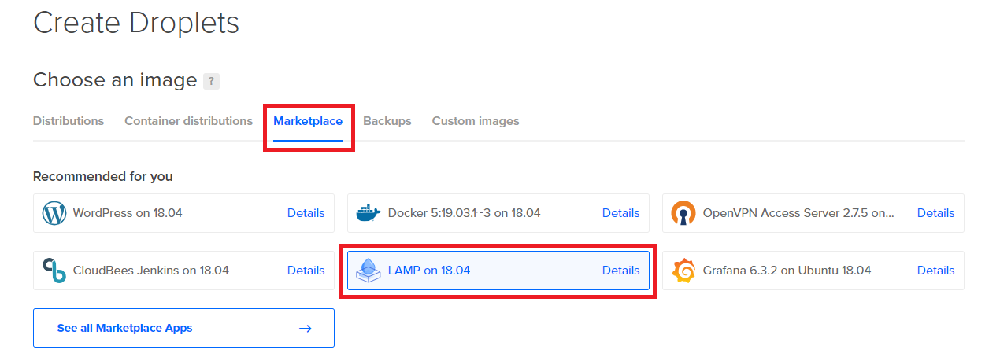 Create Droplets
Choose an image ?
Distributions Container distributions Marketplace Backups Custom images
Recommended for you
WordPress on 18.04 Details Docker 5:19.03.1~3 on 18.04 Details OpenVPN Access Server 2.7.5 on... Details
CloudBees Jenkins on 18.04 Details LAMP on 18.04 Details Grafana 6.3.2 on Ubuntu 18.04 Details
See all Marketplace Apps →